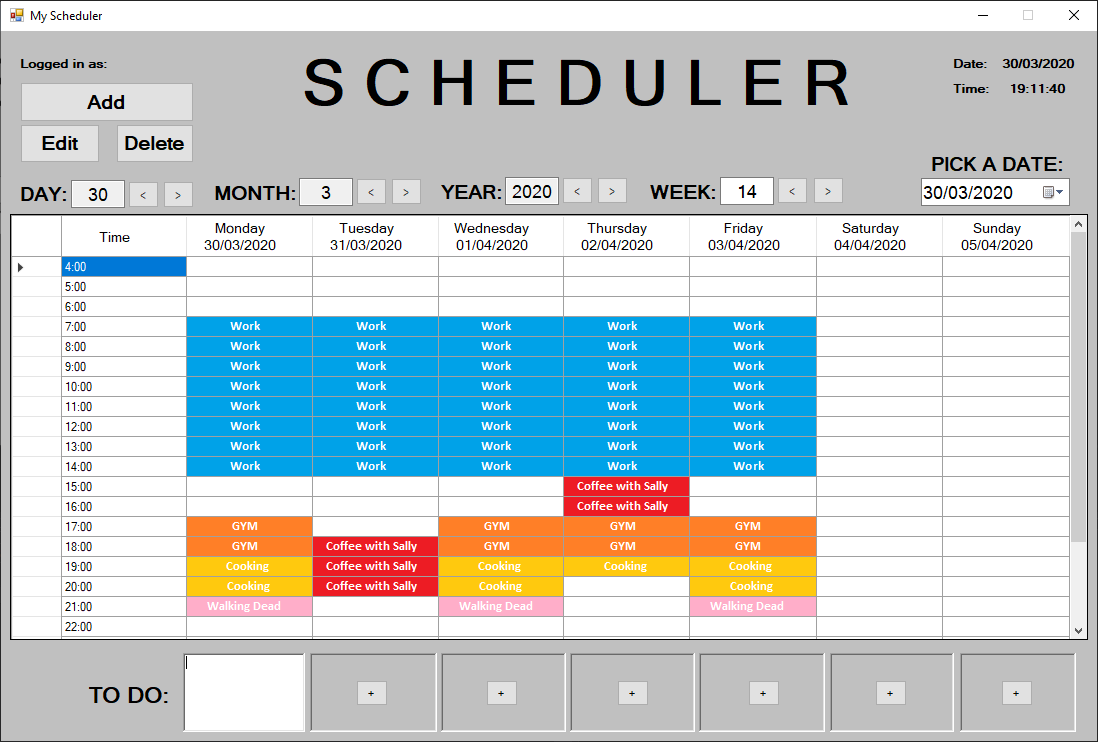 My Scheduler
Logged in as:
SCHEDULER
Date: 30/03/2020
Time: 19:11:40
Add
Edit Delete
PICK A DATE:
DAY: 30 < > MONTH: 3 < > YEAR: 2020 < > WEEK: 14 < > 30/03/2020
Time Monday Tuesday Wednesday Thursday Friday Saturday Sunday
30/03/2020 31/03/2020 01/04/2020 02/04/2020 03/04/2020 04/04/2020 05/04/2020
4:00
5:00
6:00
7:00 Work Work Work Work Work
8:00 Work Work Work Work Work
9:00 Work Work Work Work Work
10:00 Work Work Work Work Work
11:00 Work Work Work Work Work
12:00 Work Work Work Work Work
13:00 Work Work Work Work Work
14:00 Work Work Work Work Work
15:00 Coffee with Sally
16:00 Coffee with Sally
17:00 GYM GYM GYM GYM
18:00 GYM Coffee with Sally GYM GYM GYM
19:00 Cooking Coffee with Sally Cooking Cooking Cooking
20:00 Cooking Coffee with Sally Cooking Cooking
21:00 Walking Dead Walking Dead Walking Dead
22:00
TO DO: + + + + + +